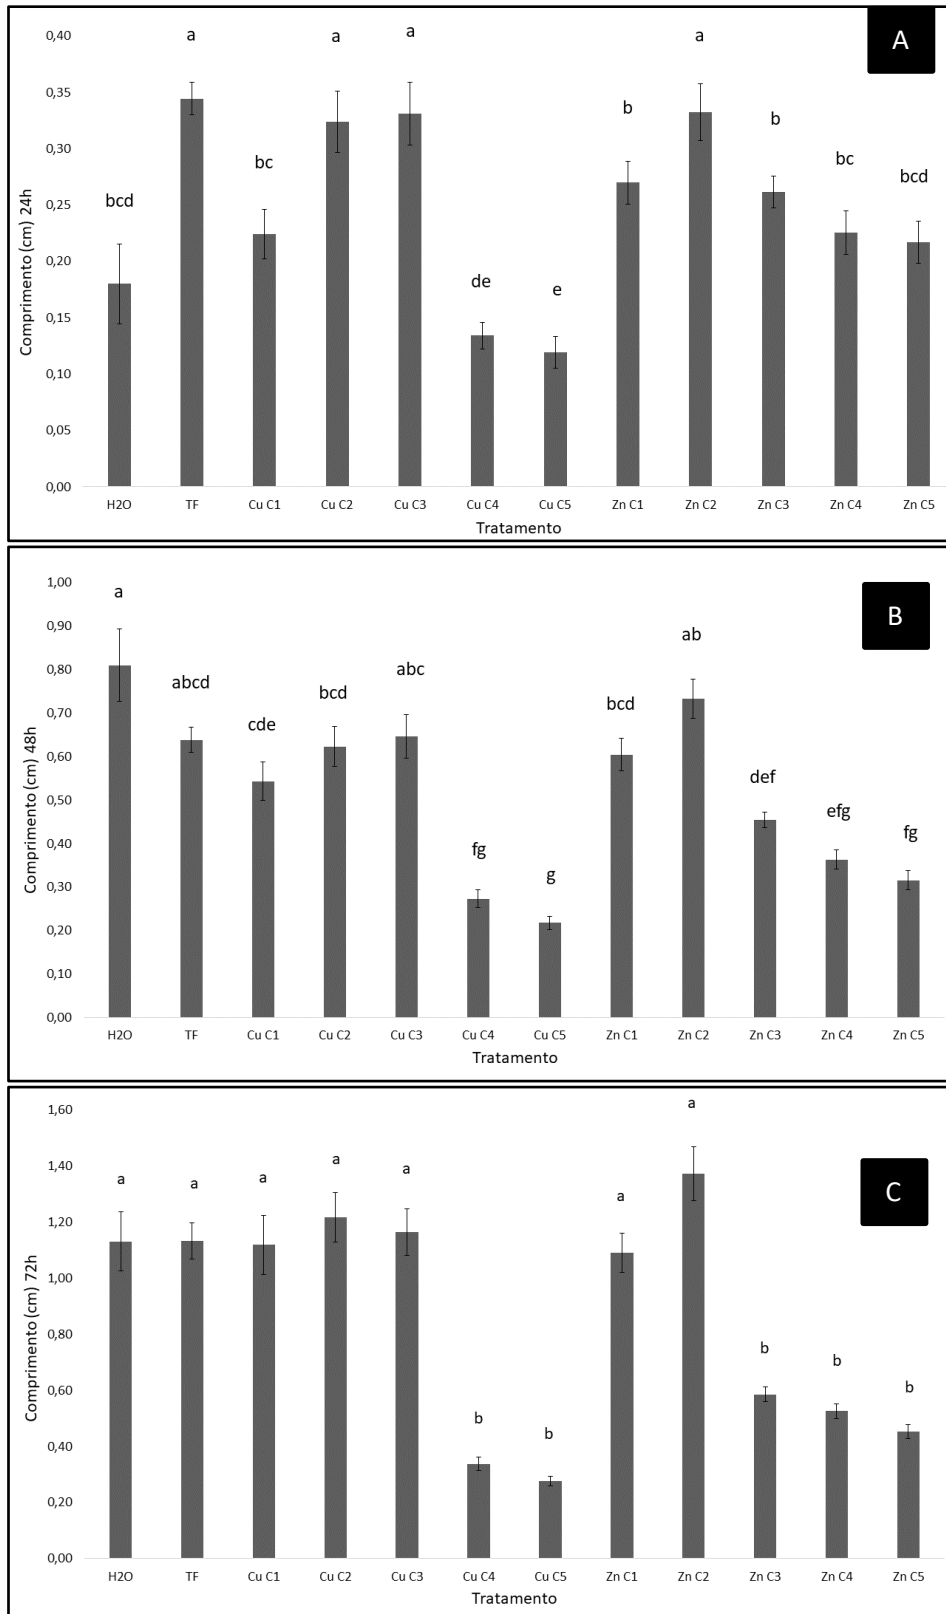 A
Comprimento (cm) 24h
0,40
0,35
0,30
0,25
0,20
0,15
0,10
0,05
0,00
bcd
a
bc
a
a
de
e
b
a
b
bc
bcd
H2O TF Cu C1 Cu C2 Cu C3 Cu C4 Cu C5 Zn C1 Zn C2 Zn C3 Zn C4 Zn C5
Tratamento
B
Comprimento (cm) 48h
1,00
0,90
0,80
0,70
0,60
0,50
0,40
0,30
0,20
0,10
0,00
a
abcd
cde
bcd
abc
fg
g
bcd
ab
def
efg
fg
H2O TF Cu C1 Cu C2 Cu C3 Cu C4 Cu C5 Zn C1 Zn C2 Zn C3 Zn C4 Zn C5
Tratamento
C
Comprimento (cm) 72h
1,60
1,40
1,20
1,00
0,80
0,60
0,40
0,20
0,00
a
a
a
a
a
b
b
a
a
b
b
b
H2O TF Cu C1 Cu C2 Cu C3 Cu C4 Cu C5 Zn C1 Zn C2 Zn C3 Zn C4 Zn C5
Tratamento